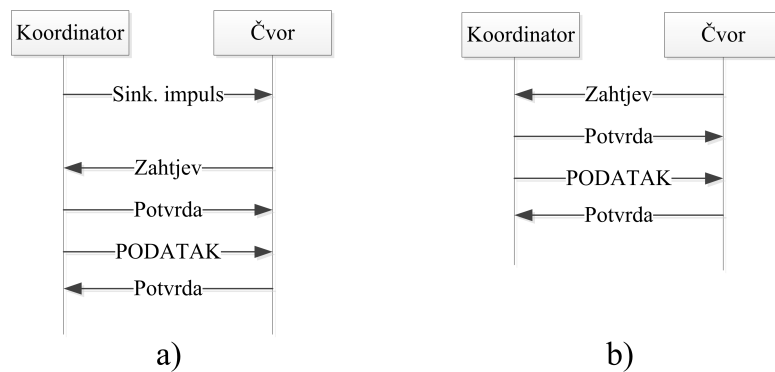 Koordinator
Čvor
Sink. impuls
Zahtjev
Potvrda
PODATAK
Potvrda
a)
Koordinator
Čvor
Zahtjev
Potvrda
PODATAK
Potvrda
b)